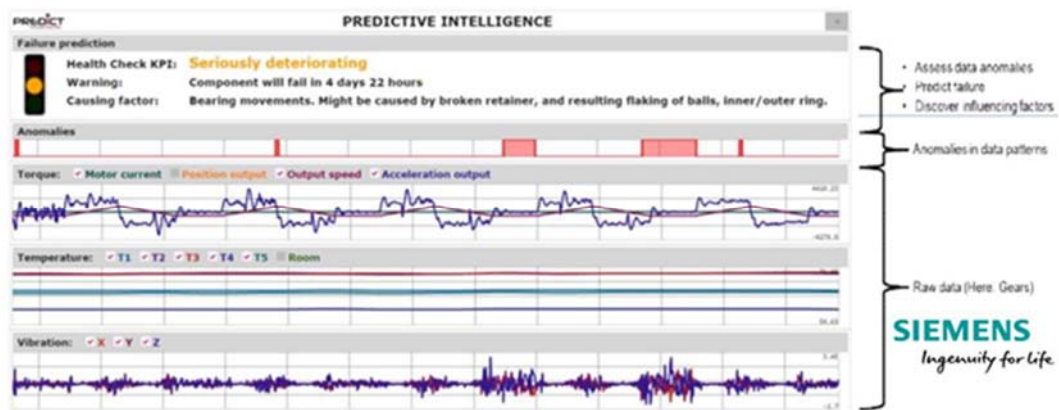 PREDICT
PREDICTIVE INTELLIGENCE
Failure prediction
Health Check KPI: Seriously deteriorating
Warning: Component will fail in 4 days 22 hours
Causing factor: Bearing movements. Might be caused by broken retainer, and resulting flaking of balls, inner/outer ring.
Anomalies
Torque: Motor current Position output Output speed Acceleration output
Temperature: T1 T2 T3 T4 T5 Room
Vibration: X Y Z
• Assess data anomalies
• Predict failure
• Discover influencing factors
Anomalies in data patterns
Raw data (Here. Gears)
SIEMENS
Ingenuity for life